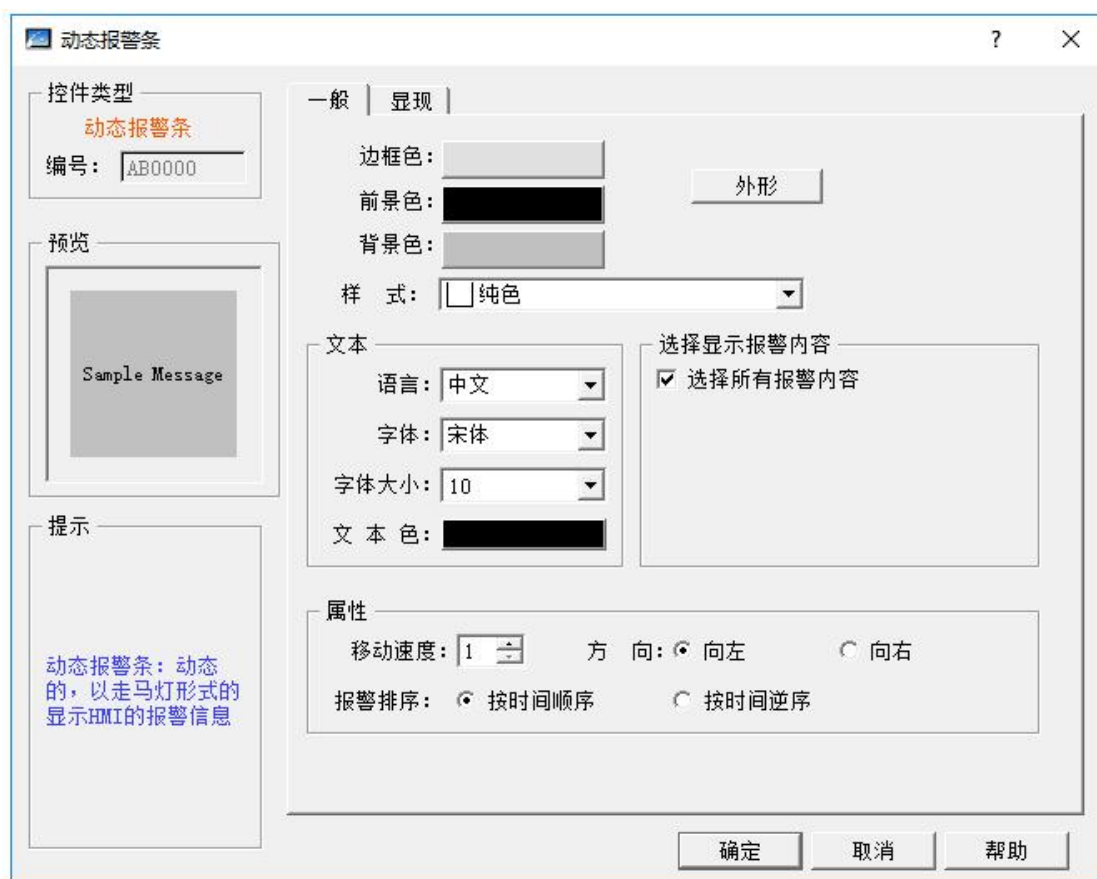 动态报警条
?
控件类型
动态报警条
编号: AB0000
预览
Sample Message
提示
动态报警条: 动态
的, 以走马灯形式的
显示HMI的报警信息
一般 显现
边框色:
外形
前景色:
背景色:
样 式: 纯色
文本
语言: 中文
字体: 宋体
字体大小: 10
文 本 色:
选择显示报警内容
选择所有报警内容
属性
移动速度: 1 方 向: 向左 向右
报警排序: 按时间顺序 按时间逆序
确定 取消 帮助